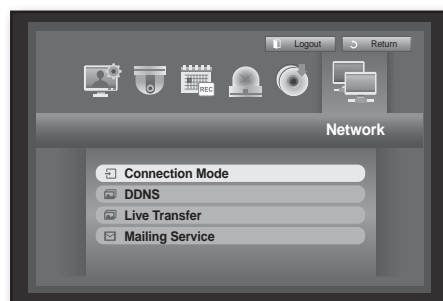 Logout Return
REC
Network
Connection Mode
DDNS
Live Transfer
Mailing Service